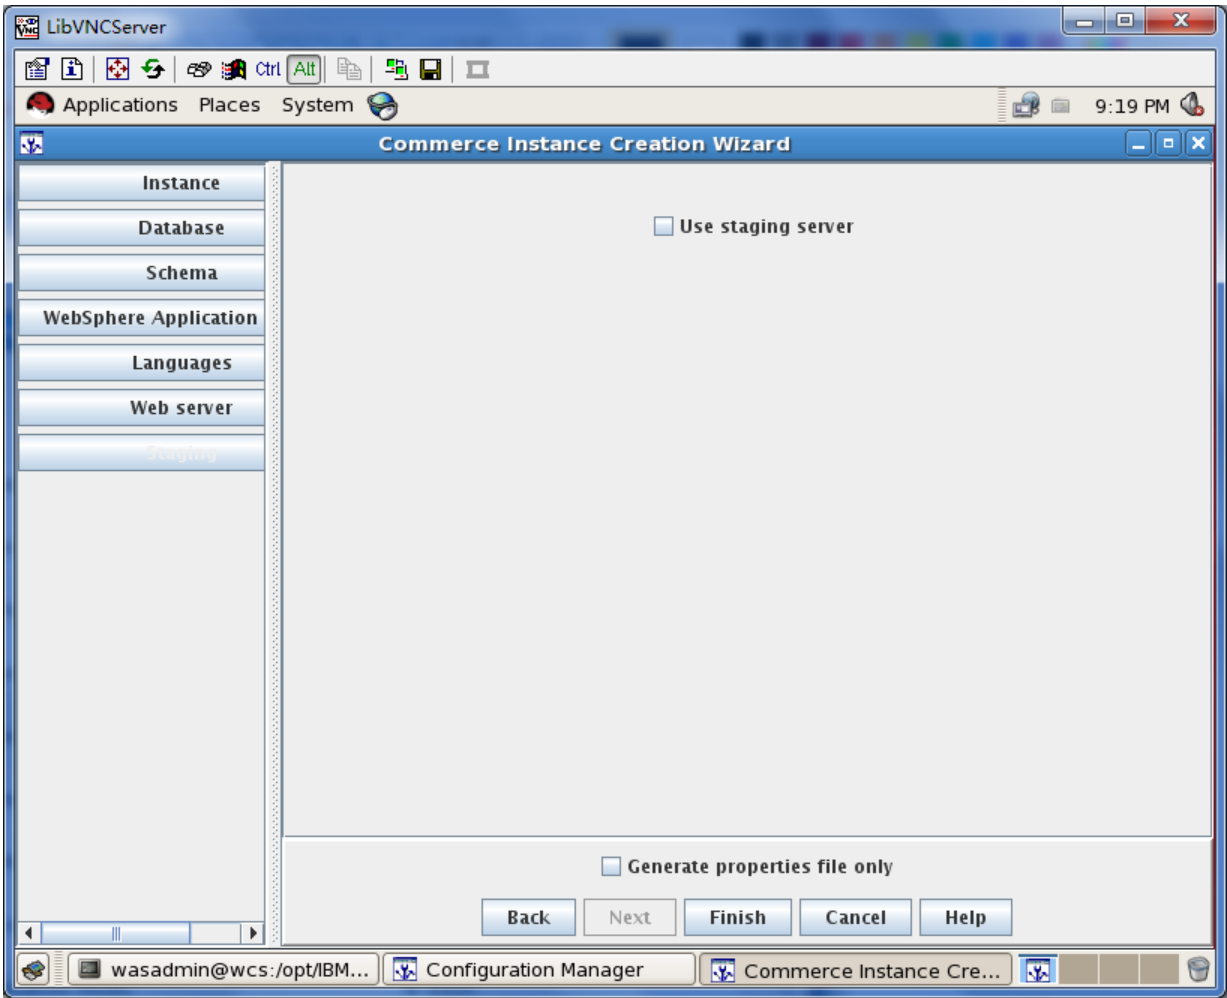 LibVNCServer
Ctrl Alt
Applications Places System 9:19 PM
Commerce Instance Creation Wizard
Instance
Database
Schema
WebSphere Application
Languages
Web server
Staging
Use staging server
Generate properties file only
Back Next Finish Cancel Help
wasadmin@wcs:/opt/IBM... Configuration Manager Commerce Instance Cre...